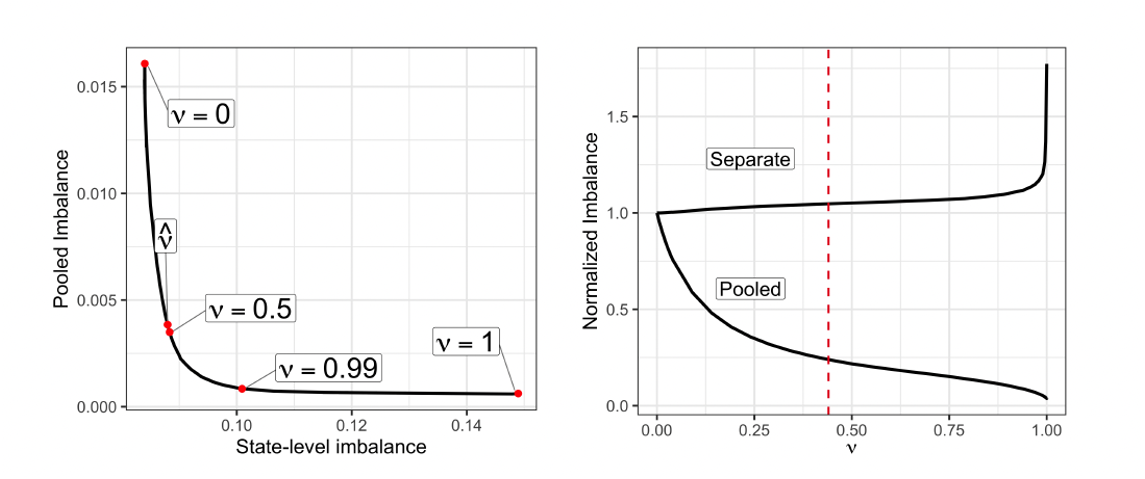 Pooled Imbalance
0.015
0.010
0.005
0.000
ν = 0
ν̂
ν = 0.5
ν = 0.99
ν = 1
0.10
0.12
0.14
State-level imbalance
Normalized Imbalance
1.5
1.0
0.5
0.0
Separate
Pooled
0.00
0.25
0.50
0.75
1.00
ν